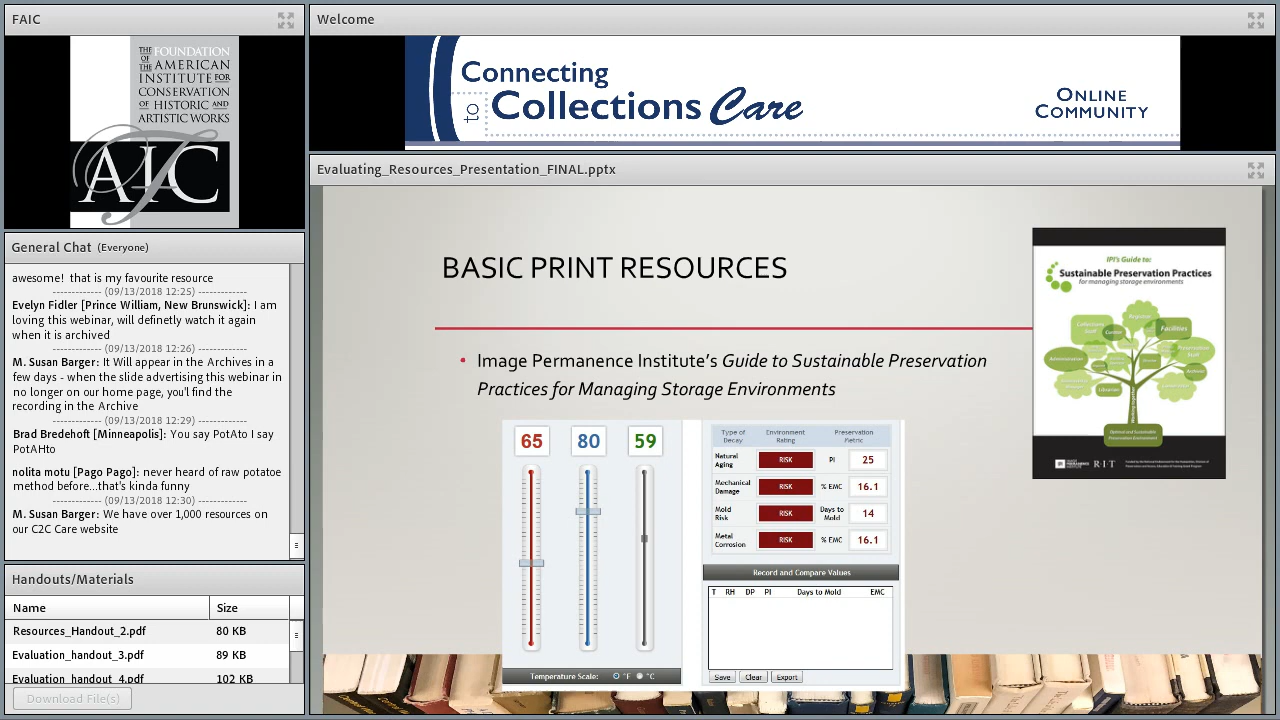 FAIC
THE FOUNDATION
OF THE AMERICAN
INSTITUTE FOR
CONSERVATION
OF HISTORIC AND
ARTISTIC WORKS
AIC
General Chat (Everyone)
awesome! that is my favourite resource
------------- (09/13/2018 12:25) -------------
Evelyn Fidler [Prince William, New Brunswick]: I am
loving this webinar, will definetly watch it again
when it is archived
------------- (09/13/2018 12:26) -------------
M. Susan Barger: It Will appear in the Archives in a
few days - when the slide advertising this webinar in
no longer on our home page, you'll find the
recording in the Archive
------------- (09/13/2018 12:29) -------------
Brad Bredehoft [Minneapolis]: You say PotAto I say
PotAHto
nolita motu (Pago Pago]: never heard of raw potatoe
method before...that's kinda funny
------------- (09/13/2018 12:30) -------------
M. Susan Barger: We have over 1,000 resources on
our C2C Care website
Handouts/Materials
Name Size
Resources_Handout_2.pdf 80 KB
Evaluation_handout_3.pdf 89 KB
Evaluation_handout_4.pdf 102 KB
Download File(s)
Welcome
Connecting
to Collections Care
ONLINE
COMMUNITY
Evaluating_Resources_Presentation_FINAL.pptx
BASIC PRINT RESOURCES
• Image Permanence Institute's Guide to Sustainable Preservation
Practices for Managing Storage Environments
65 80 59
Temperature Scale: °F °C
Type of Decay Environment Rating Preservation Metric
Natural Aging RISK PI 25
Mechanical Damage RISK % EMC 16.1
Mold Risk RISK Days to Mold 14
Metal Corrosion RISK % EMC 16.1
Record and Compare Values
T RH DP PI Days to Mold EMC
Save Clear Export
IPI's Guide to:
Sustainable Preservation Practices
for managing storage environments
Facilities
Administration
Librarian
Optimal and Sustainable
Preservation Environment
R·I·T